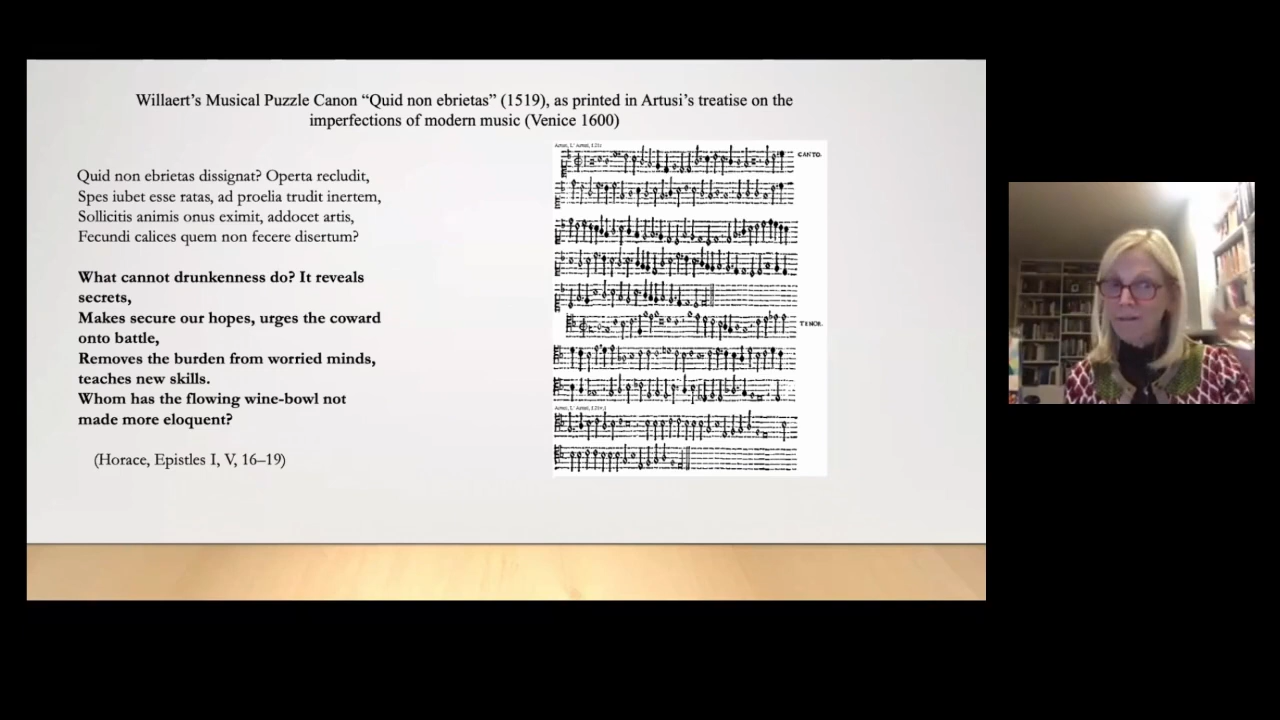 Willaert's Musical Puzzle Canon “Quid non ebrietas” (1519), as printed in Artusi's treatise on the
imperfections of modern music (Venice 1600)
Quid non ebrietas dissignat? Operta recludit,
Spes iubet esse ratas, ad proelia trudit inertem,
Sollicitis animis onus eximit, addocet artis,
Fecundi calices quem non fecere disertum?
What cannot drunkenness do? It reveals
secrets,
Makes secure our hopes, urges the coward
onto battle,
Removes the burden from worried minds,
teaches new skills.
Whom has the flowing wine-bowl not
made more eloquent?
(Horace, Epistles I, V, 16–19)
CANTO.
TENOR.